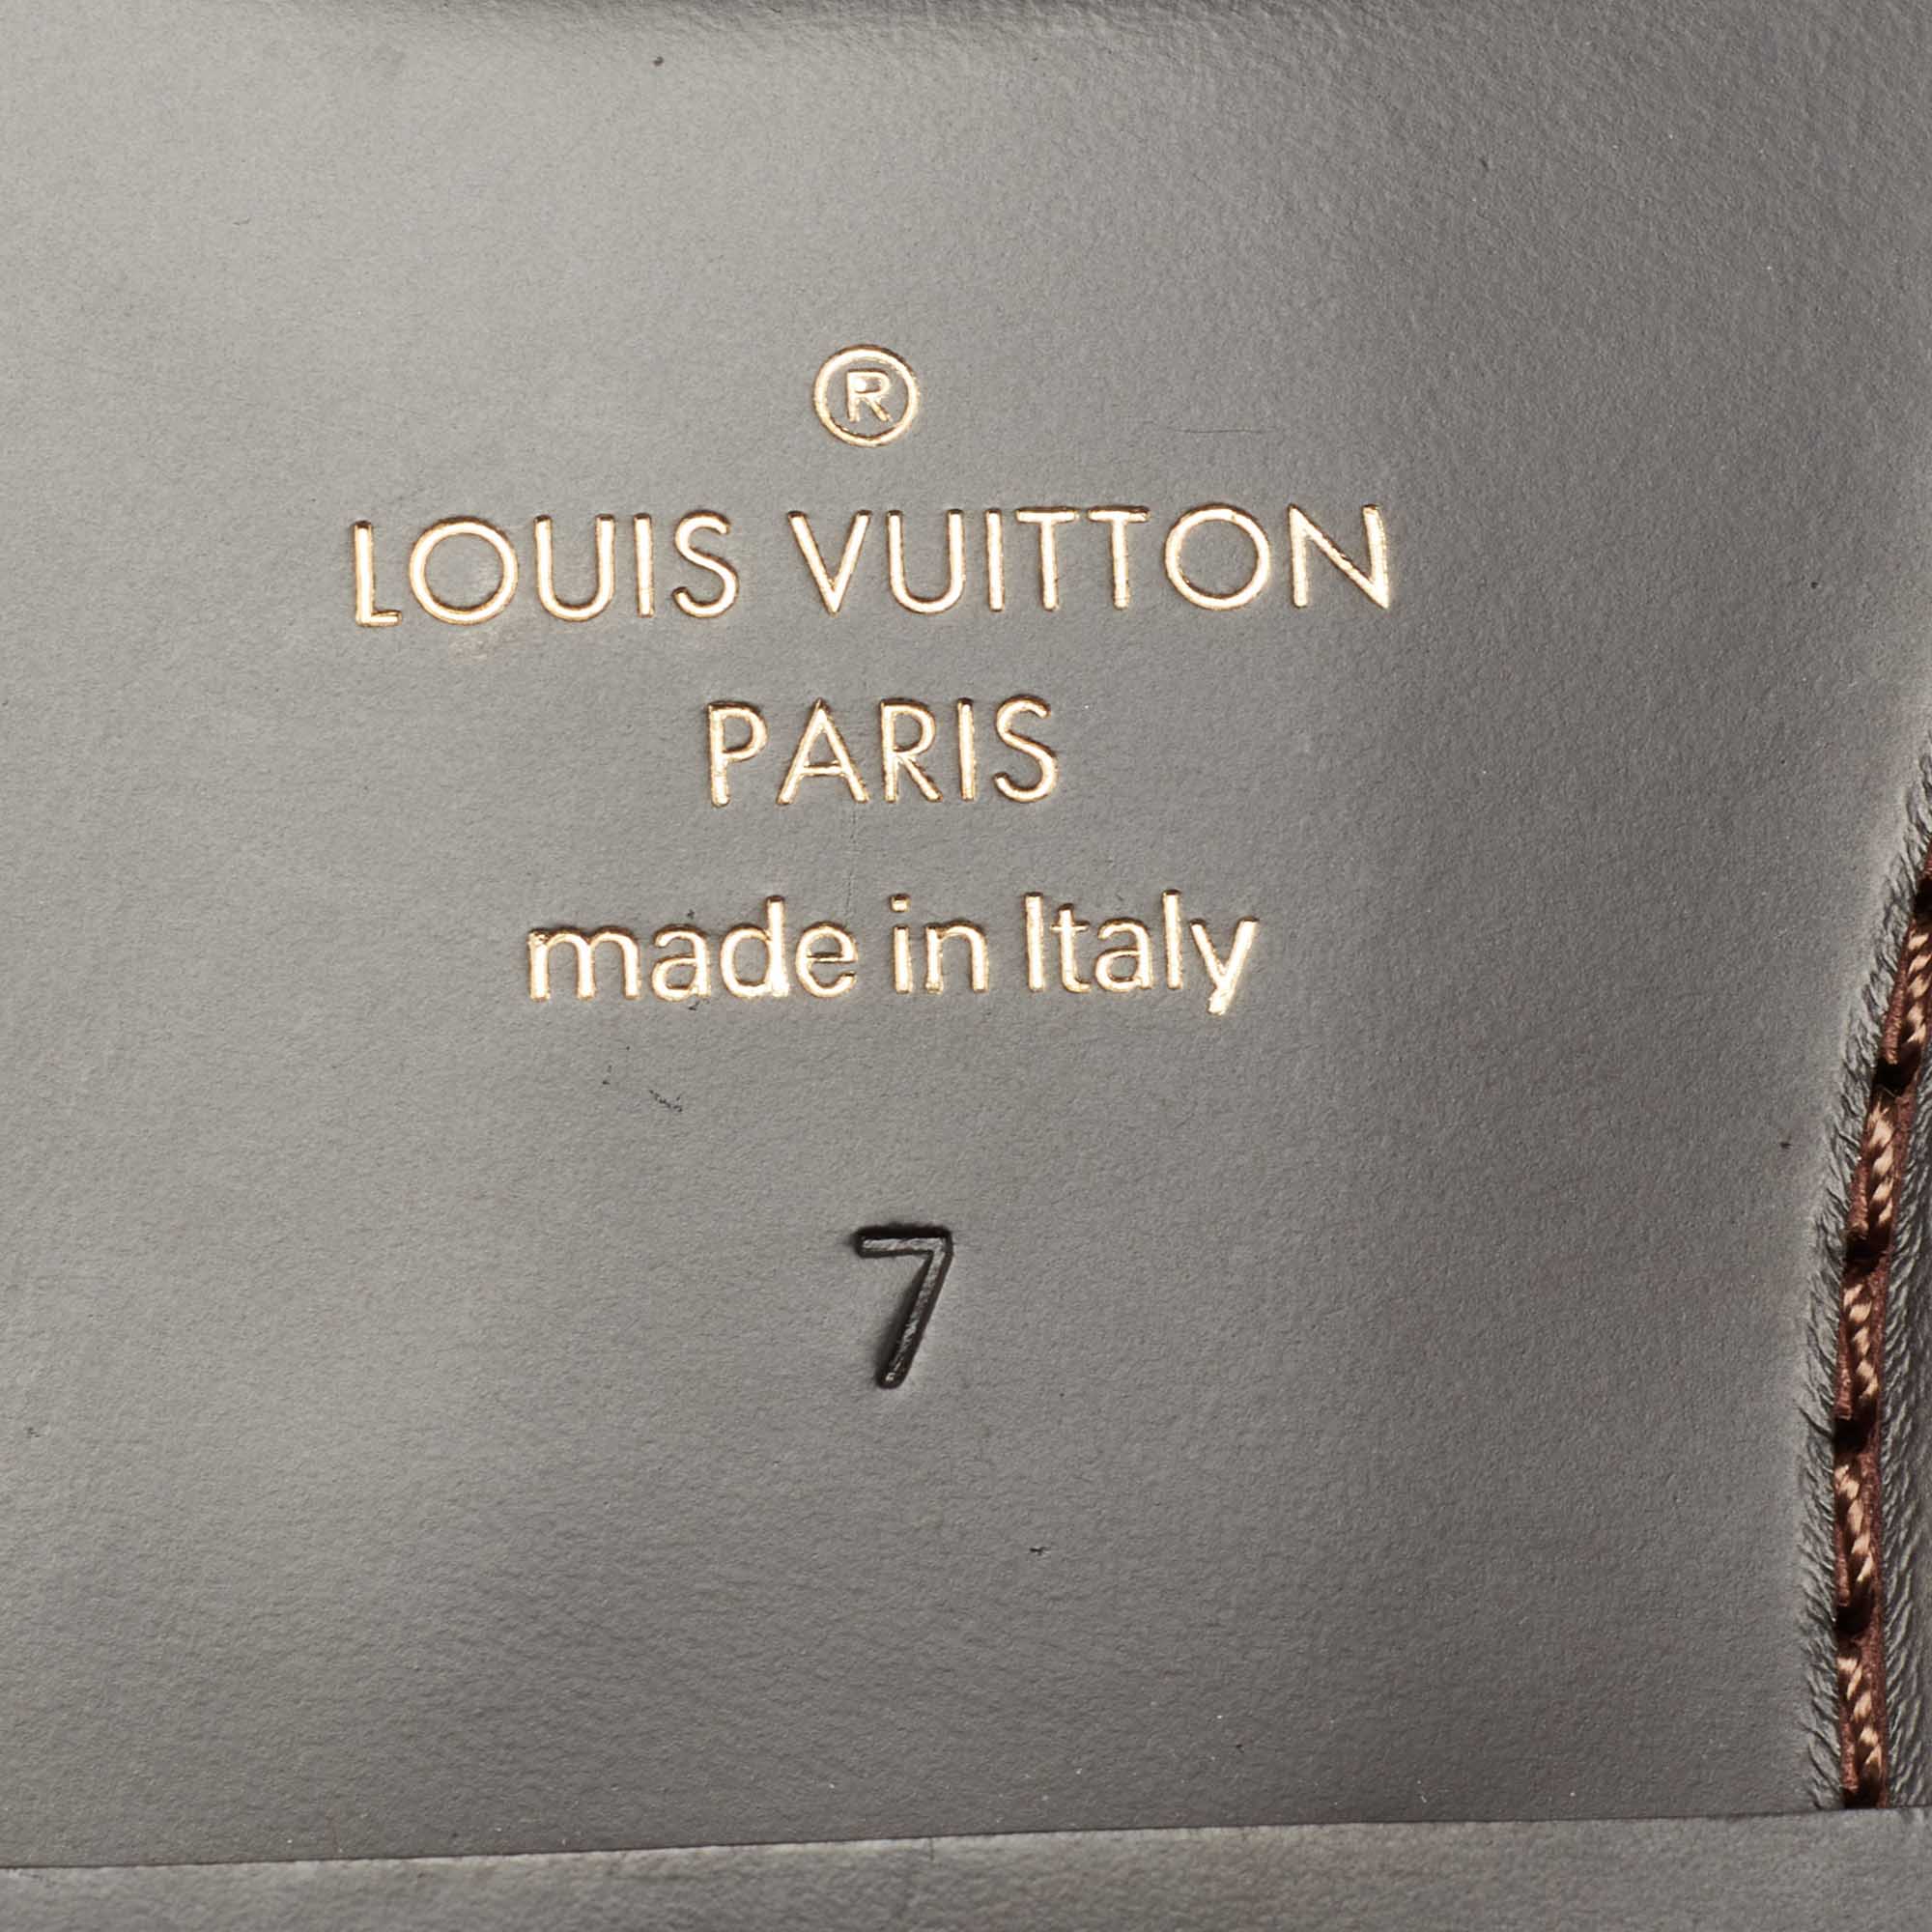 ®
LOUIS VUITTON
PARIS
made in Italy
7